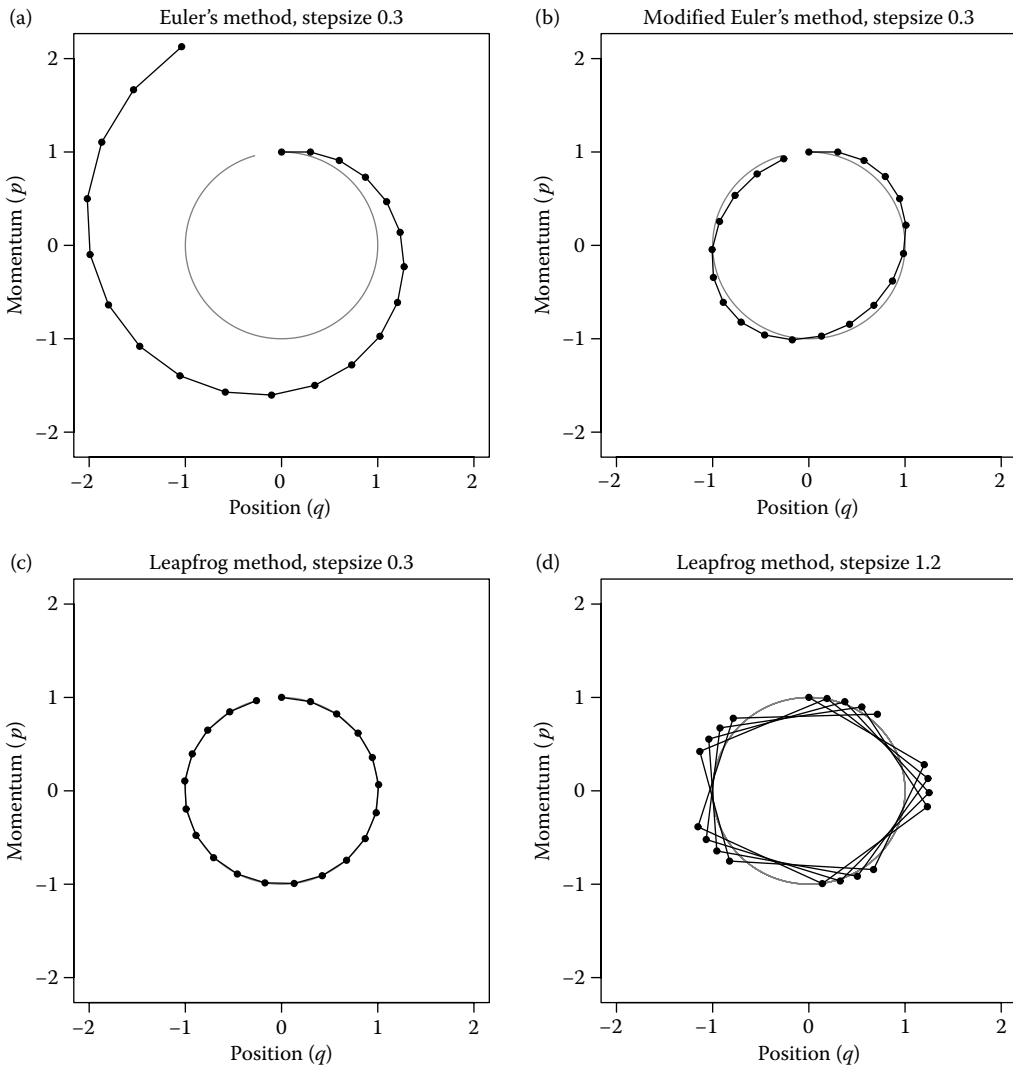 (a) Euler’s method, stepsize 0.3
2
1
0
−1
−2
Momentum (p)
−2 −1 0 1 2
Position (q)
(b) Modified Euler’s method, stepsize 0.3
2
1
0
−1
−2
Momentum (p)
−2 −1 0 1 2
Position (q)
(c) Leapfrog method, stepsize 0.3
2
1
0
−1
−2
Momentum (p)
−2 −1 0 1 2
Position (q)
(d) Leapfrog method, stepsize 1.2
2
1
0
−1
−2
Momentum (p)
−2 −1 0 1 2
Position (q)